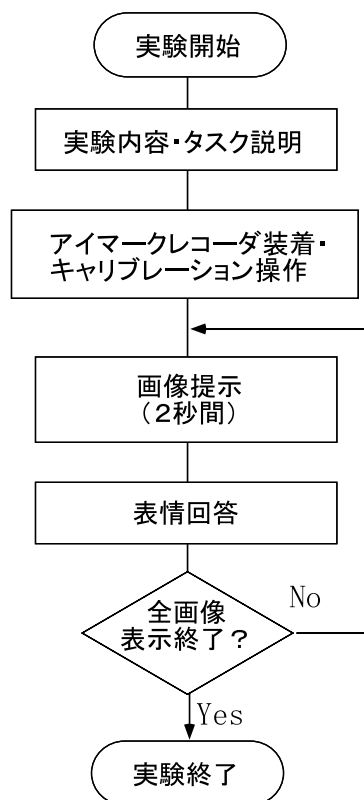 実験開始
実験内容・タスク説明
アイマークレコーダ装着・
キャリブレーション操作
画像提示
（２秒間）
表情回答
全画像
表示終了？
No
Yes
実験終了